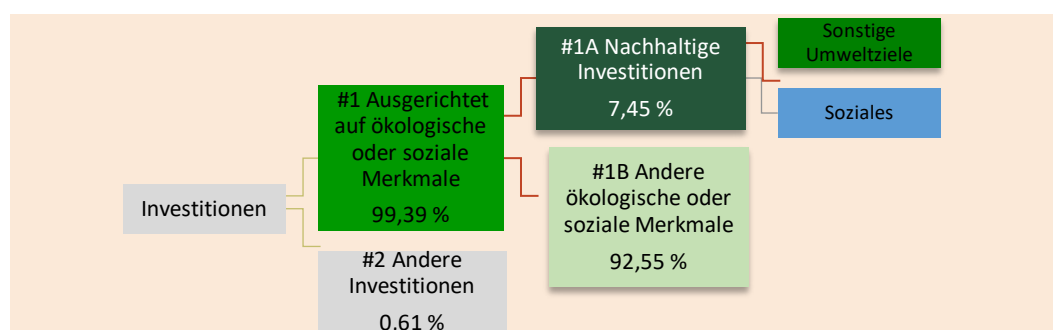 Investitionen
#1 Ausgerichtet
auf ökologische
oder soziale
Merkmale
99,39 %
#2 Andere
Investitionen
0,61 %
#1A Nachhaltige
Investitionen
7,45 %
#1B Andere
ökologische oder
soziale Merkmale
92,55 %
Sonstige
Umweltziele
Soziales